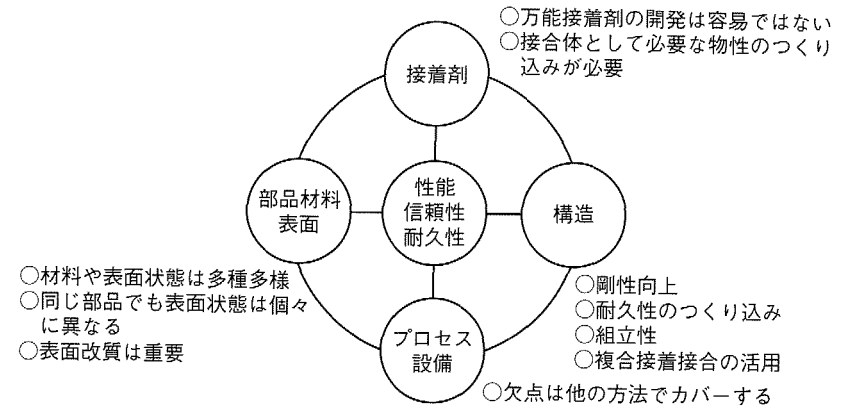 ○万能接着剤の開発は容易ではない
○接合体として必要な物性のつくり
込みが必要
接着剤
部品材料
表面
性能
信頼性
耐久性
構造
○材料や表面状態は多種多様
○同じ部品でも表面状態は個々
に異なる
○表面改質は重要
○剛性向上
○耐久性のつくり込み
○組立性
○複合接着接合の活用
プロセス
設備
○欠点は他の方法でカバーする